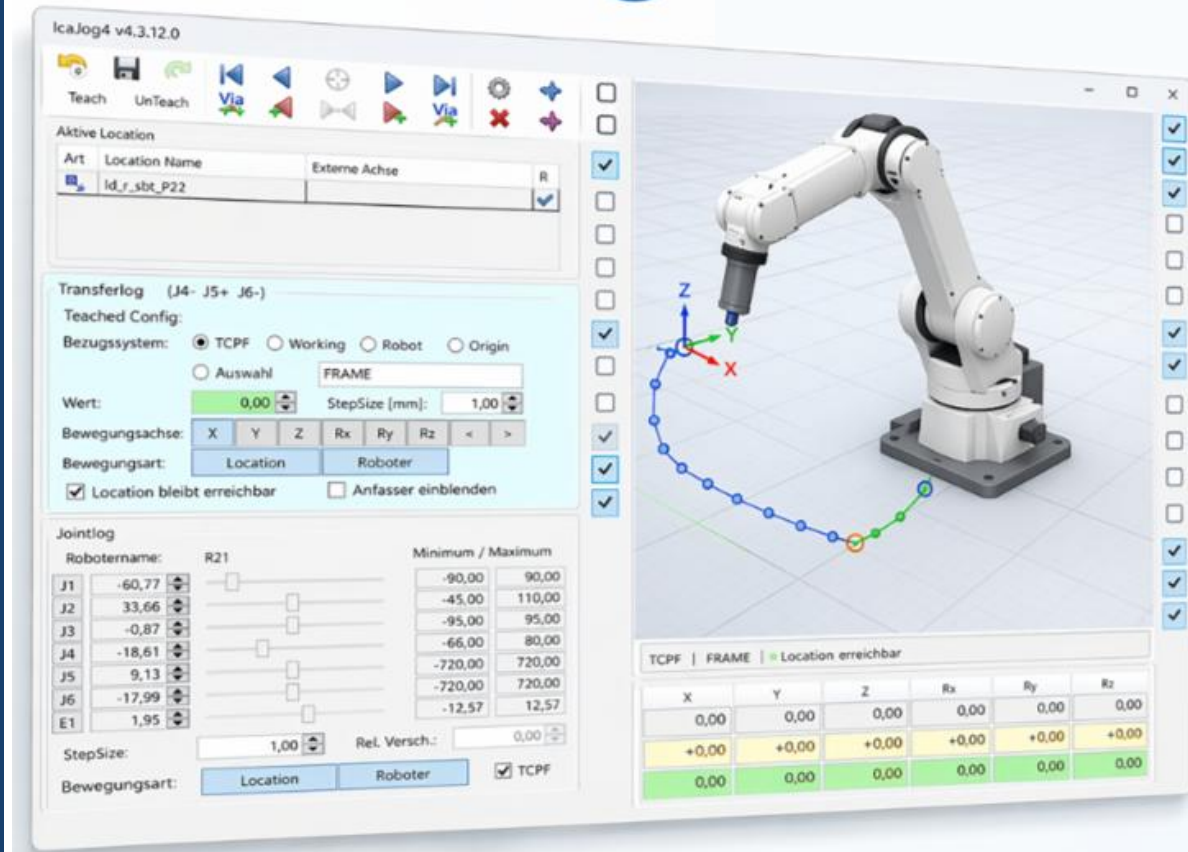 IcaJog4 v4.3.12.0
Teach UnTeach Via Via
Aktive Location
Art Location Name Externe Achse R
ld_r_sbt_P22
Transferlog (J4- J5+ J6-)
Teached Config:
Bezugssystem: TCPF Working Robot Origin
Auswahl FRAME
Wert: 0,00 StepSize [mm]: 1,00
Bewegungsachse: X Y Z Rx Ry Rz < >
Bewegungsart: Location Roboter
Location bleibt erreichbar Anfasser einblenden
Jointlog
Robotername: R21 Minimum / Maximum
J1 -60,77 -90,00 90,00
J2 33,66 -45,00 110,00
J3 -0,87 -95,00 95,00
J4 -18,61 -66,00 80,00
J5 9,13 -720,00 720,00
J6 -17,99 -720,00 720,00
E1 1,95 -12,57 12,57
StepSize: 1,00 Rel. Versch.: 0,00
Bewegungsart: Location Roboter TCPF
Z
Y
X
TCPF | FRAME | Location erreichbar
X Y Z Rx Ry Rz
0,00 0,00 0,00 0,00 0,00 0,00
+0,00 +0,00 +0,00 +0,00 +0,00 +0,00
0,00 0,00 0,00 0,00 0,00 0,00